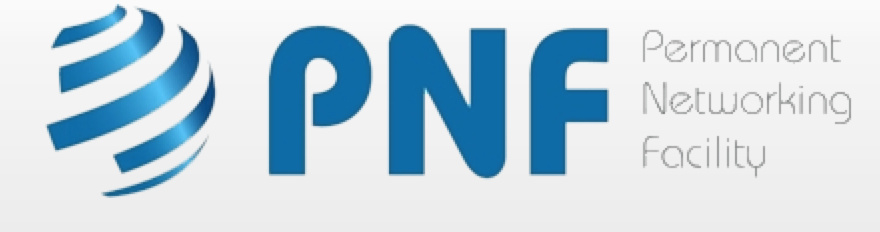 PNF
Permanent
Networking
Facility